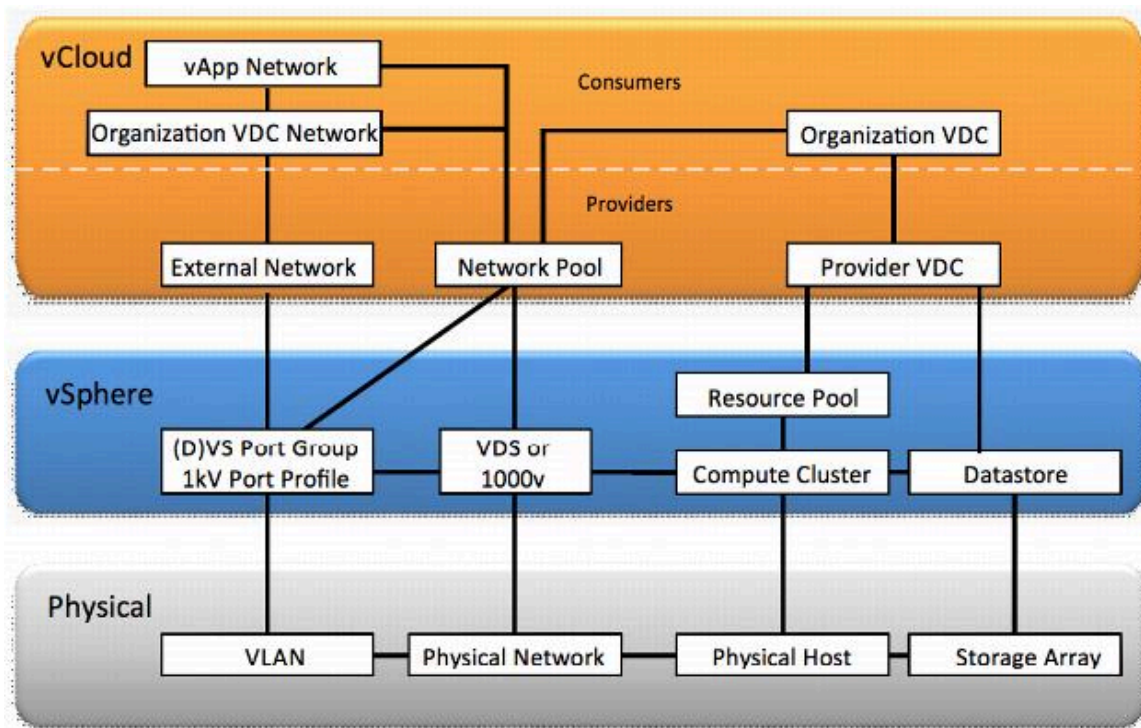 vCloud
vApp Network
Consumers
Organization VDC Network
Organization VDC
Providers
External Network
Network Pool
Provider VDC
vSphere
Resource Pool
(D)VS Port Group
1kV Port Profile
VDS or
1000v
Compute Cluster
Datastore
Physical
VLAN
Physical Network
Physical Host
Storage Array